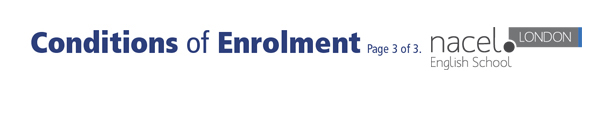 Conditions of Enrolment Page 3 of 3.
nacel. LONDON
English School